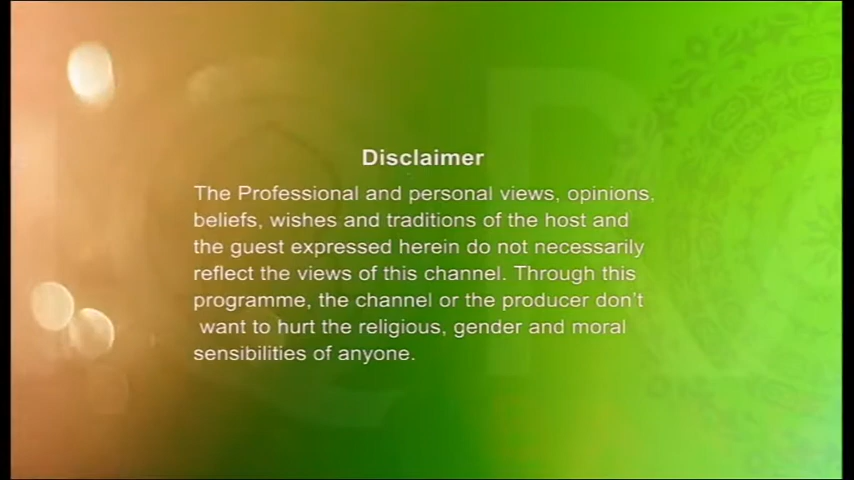 Disclaimer
The Professional and personal views, opinions,
beliefs, wishes and traditions of the host and
the guest expressed herein do not necessarily
reflect the views of this channel. Through this
programme, the channel or the producer don't
want to hurt the religious, gender and moral
sensibilities of anyone.